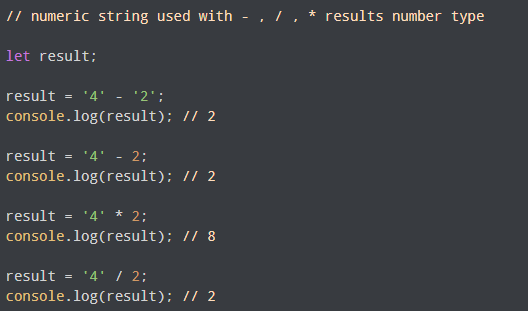 // numeric string used with - , / , * results number type
let result;
result = '4' - '2';
console.log(result); // 2
result = '4' - 2;
console.log(result); // 2
result = '4' * 2;
console.log(result); // 8
result = '4' / 2;
console.log(result); // 2